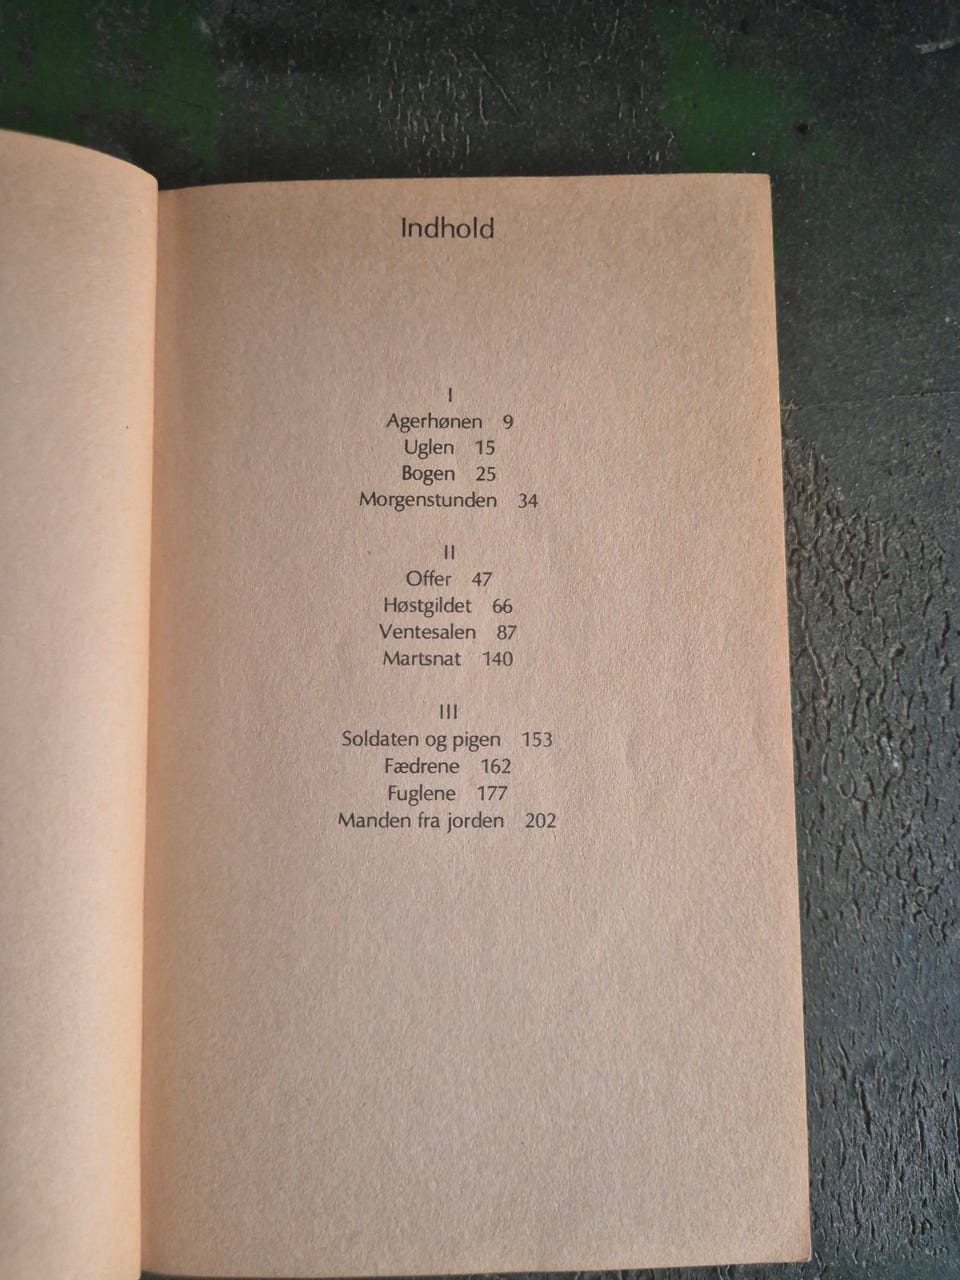 Indhold
I
Agerhønen 9
Uglen 15
Bogen 25
Morgenstunden 34
II
Offer 47
Høstgildet 66
Ventesalen 87
Martsnat 140
III
Soldaten og pigen 153
Fædrene 162
Fuglene 177
Manden fra jorden 202